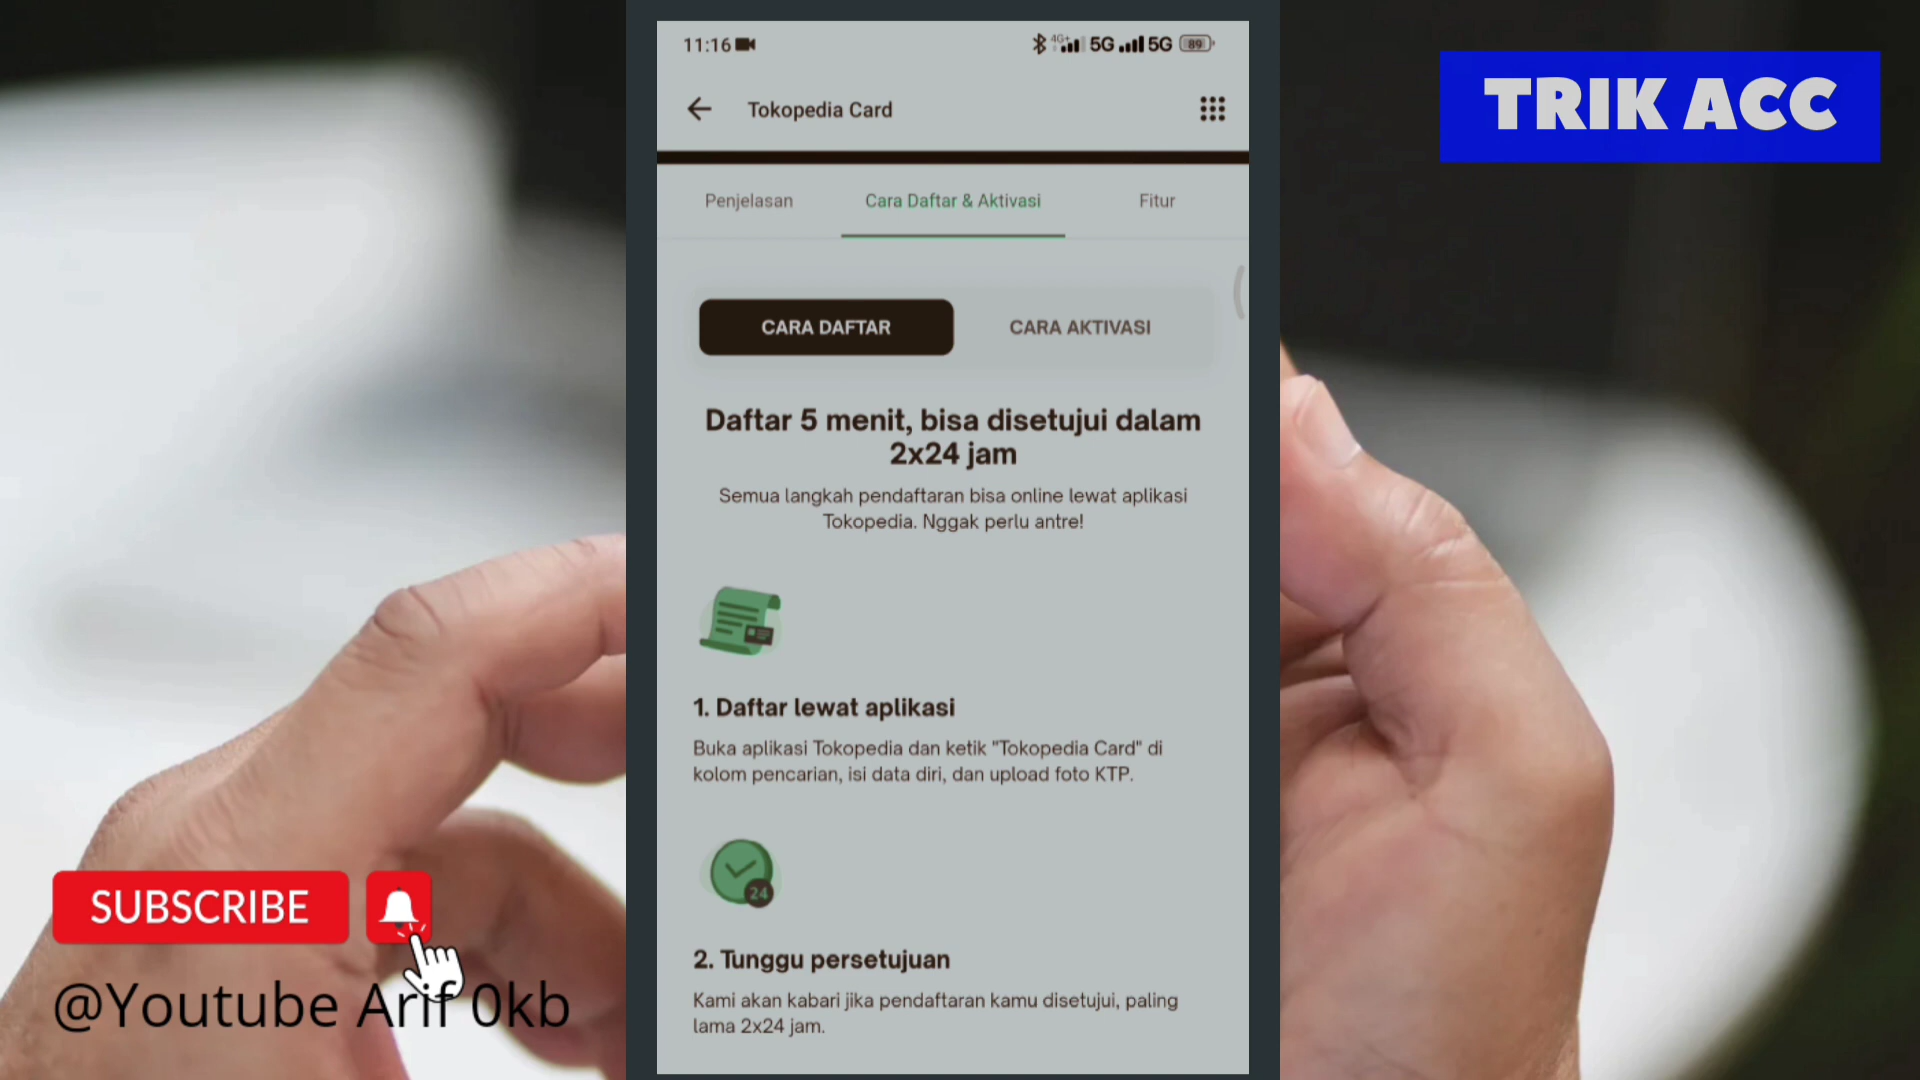 11:16
4G+
5G
5G
89
TRIK ACC
Tokopedia Card
Penjelasan
Cara Daftar & Aktivasi
Fitur
CARA DAFTAR
CARA AKTIVASI
Daftar 5 menit, bisa disetujui dalam
2x24 jam
Semua langkah pendaftaran bisa online lewat aplikasi
Tokopedia. Nggak perlu antre!
1. Daftar lewat aplikasi
Buka aplikasi Tokopedia dan ketik "Tokopedia Card" di
kolom pencarian, isi data diri, dan upload foto KTP.
24
2. Tunggu persetujuan
Kami akan kabari jika pendaftaran kamu disetujui, paling
lama 2x24 jam.
SUBSCRIBE
@Youtube Arif 0kb